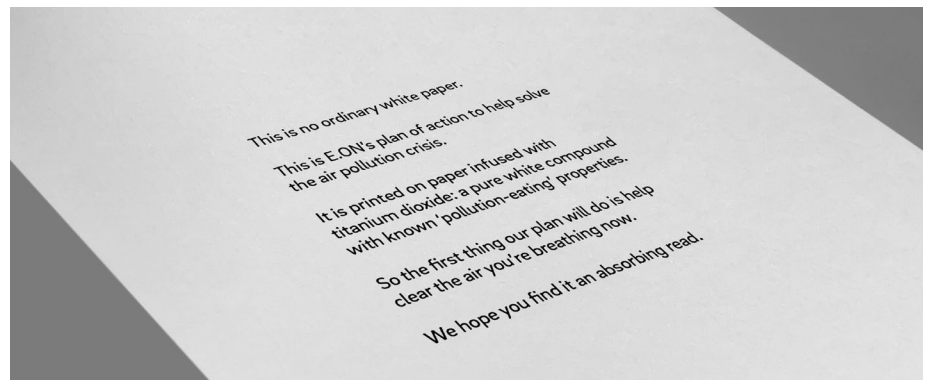 This is no ordinary white paper.
This is E.ON's plan of action to help solve
the air pollution crisis.
It is printed on paper infused with
titanium dioxide: a pure white compound
with known 'pollution-eating' properties.
So the first thing our plan will do is help
clear the air you're breathing now.
We hope you find it an absorbing read.